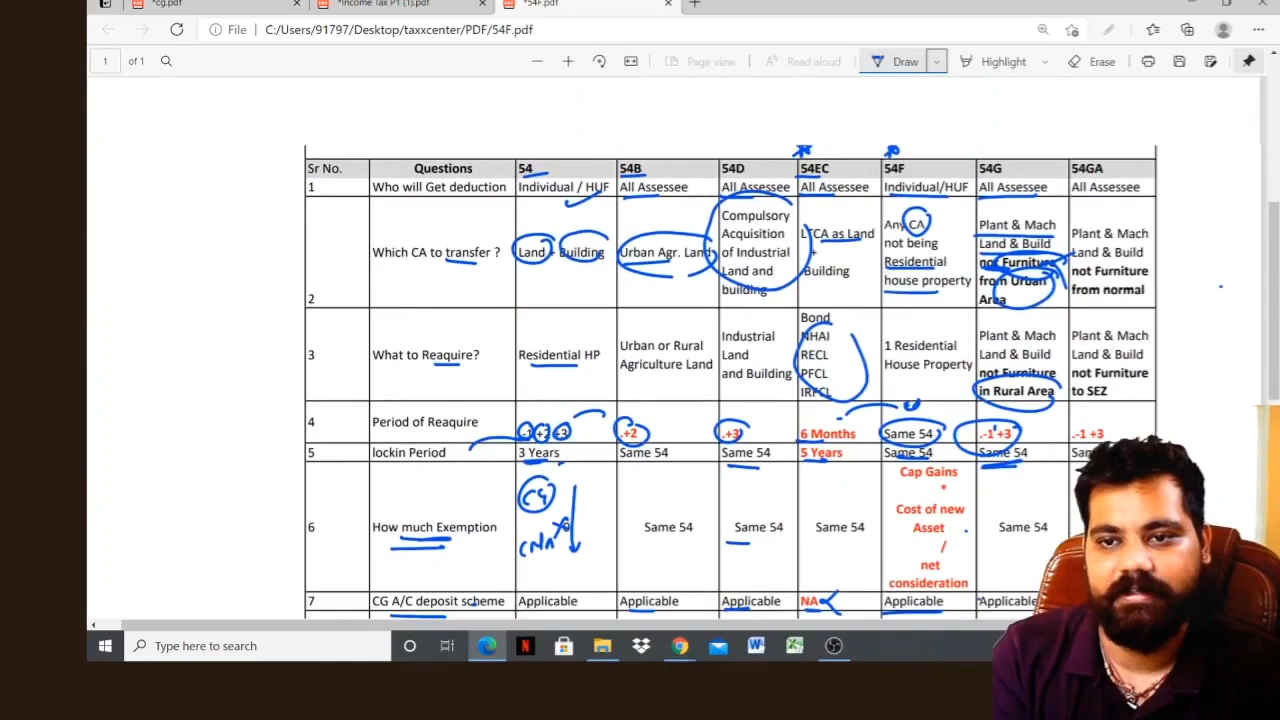 *cg.pdf
*Income Tax P1 (1).pdf
*54F.pdf
File
C:/Users/91797/Desktop/taxxcenter/PDF/54F.pdf
1
of 1
Page view
Read aloud
Draw
Highlight
Erase
Sr No.
Questions
54
54B
54D
54EC
54F
54G
54GA
1
Who will Get deduction
Individual / HUF
All Assessee
All Assessee
All Assessee
Individual/HUF
All Assessee
All Assessee
2
Which CA to transfer ?
Land + Building
Urban Agr. Land
Compulsory
Acquisition
of Industrial
Land and
building
LTCA as Land
+
Building
Any CA
not being
Residential
house property
Plant & Mach
Land & Build
not Furniture
from Urban
Area
Plant & Mach
Land & Build
not Furniture
from normal
3
What to Reaquire?
Residential HP
Urban or Rural
Agriculture Land
Industrial
Land
and Building
Bond
NHAI
RECL
PFCL
IRFCL
1 Residential
House Property
Plant & Mach
Land & Build
not Furniture
in Rural Area
Plant & Mach
Land & Build
not Furniture
to SEZ
4
Period of Reaquire
-1 +2 +3
.+2
.+3
6 Months
Same 54
.-1 +3
.-1 +3
5
lockin Period
3 Years
Same 54
Same 54
5 Years
Same 54
Same 54
6
How much Exemption
CG
CNA
Same 54
Same 54
Same 54
Cap Gains
*
Cost of new
Asset
/
net
consideration
Same 54
7
CG A/C deposit scheme
Applicable
Applicable
Applicable
NA
Applicable
Applicable
Type here to search